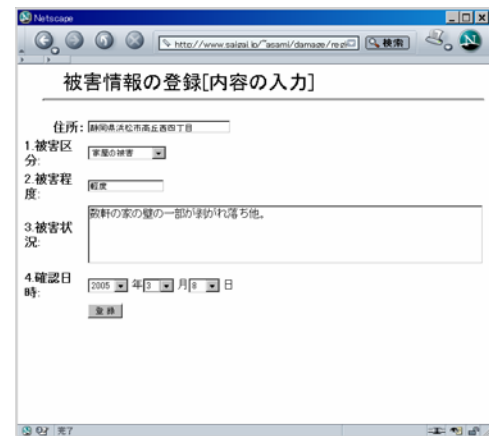 Netscape
http://www.saigai.jp/~asami/damage/regi
検索
被害情報の登録[内容の入力]
住所: 静岡県浜松市高丘西四丁目
1.被害区分: 家屋の被害
2.被害程度: 軽度
3.被害状況: 数軒の家の壁の一部が剥がれ落ち他。
4.確認日時: 2005 年 3 月 8 日
登録
完了